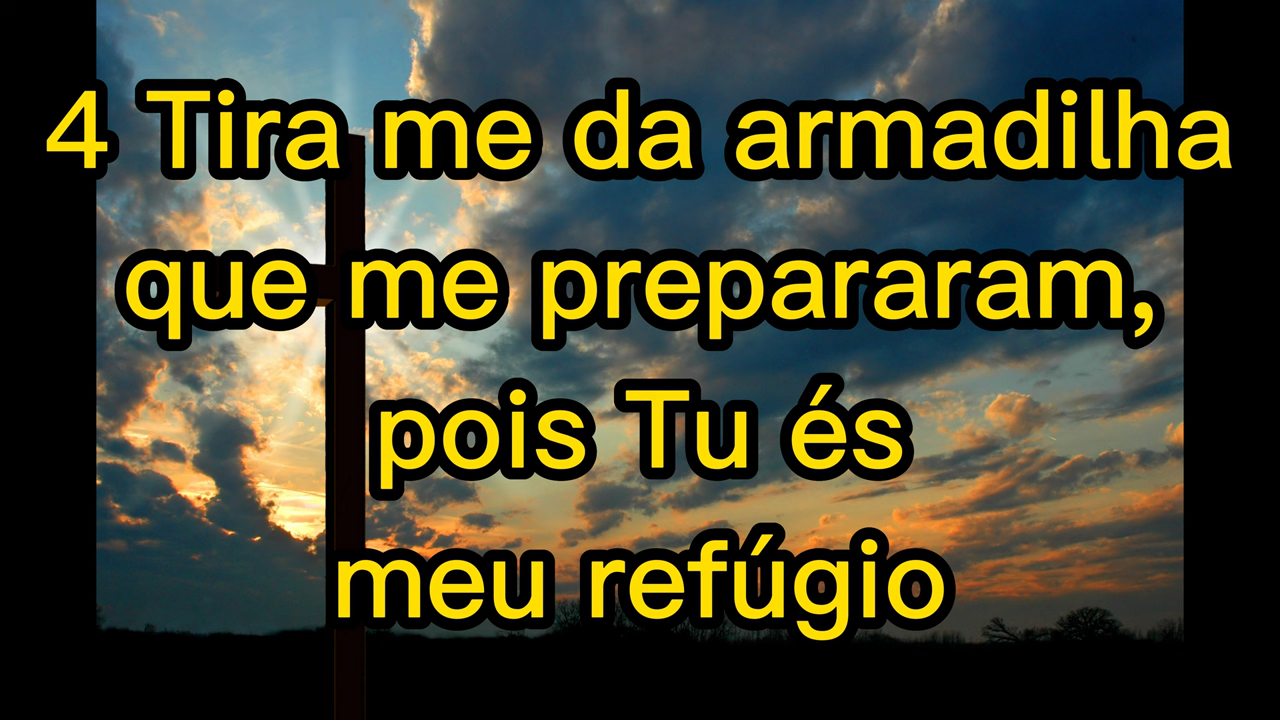 4 Tira me da armadilha
que me prepararam,
pois Tu és
meu refúgio